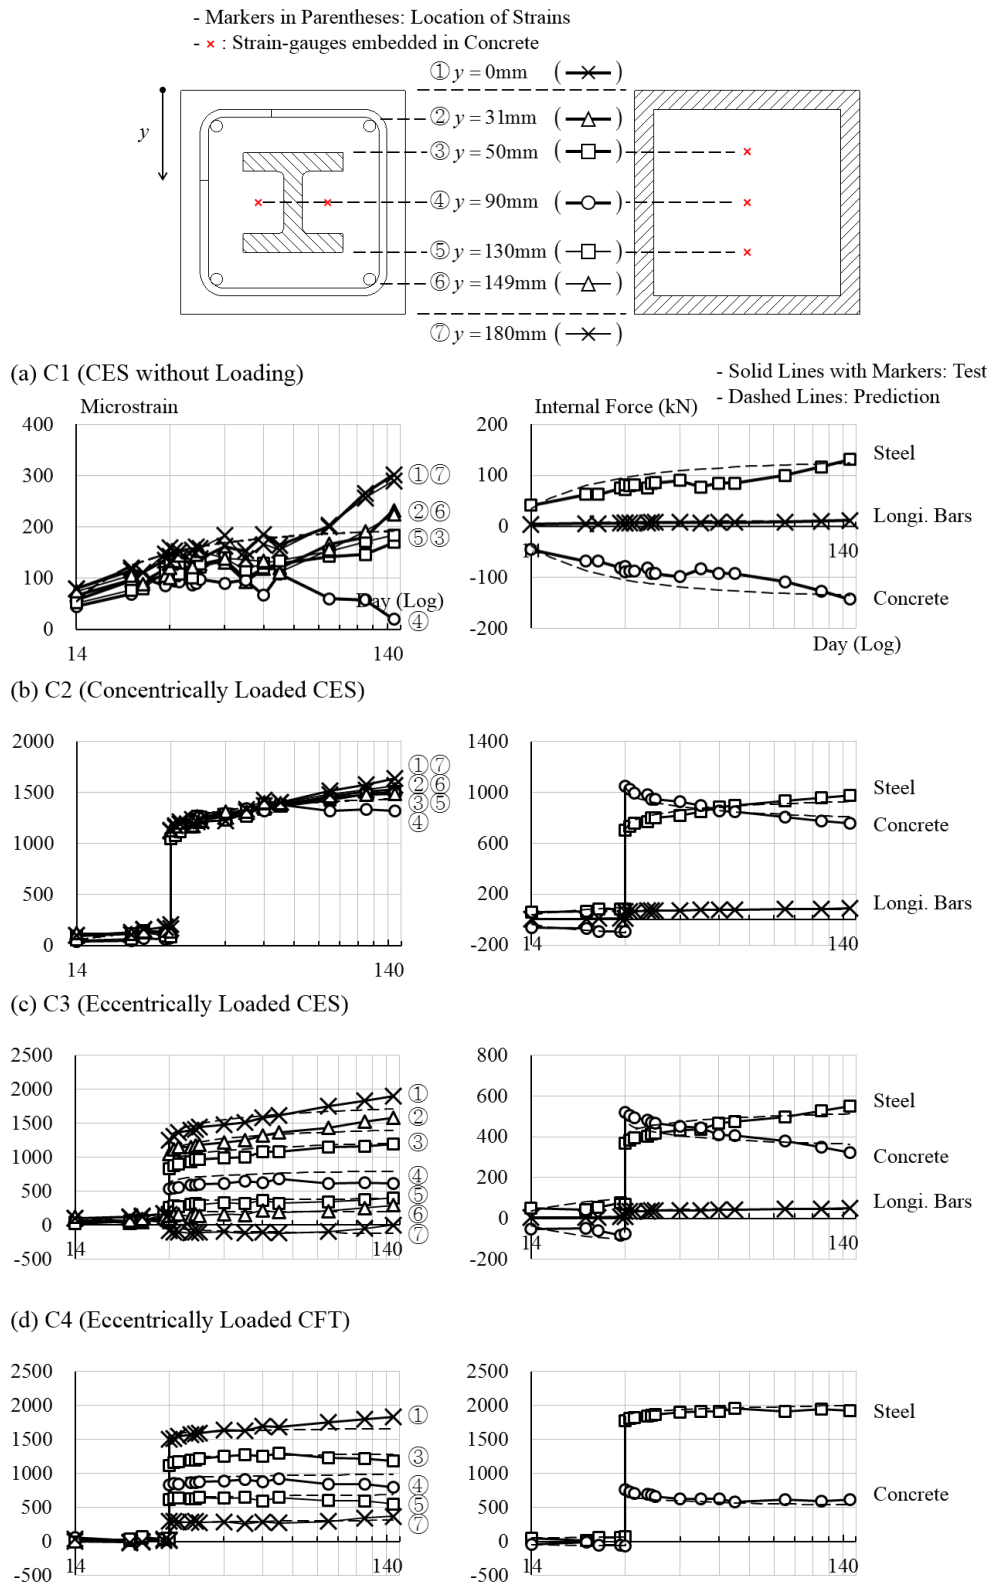 - Markers in Parentheses: Location of Strains
- × : Strain-gauges embedded in Concrete
① y = 0mm ( )
② y = 31mm ( )
③ y = 50mm ( )
④ y = 90mm ( )
⑤ y = 130mm ( )
⑥ y = 149mm ( )
⑦ y = 180mm ( )
y
(a) C1 (CES without Loading)
- Solid Lines with Markers: Test
- Dashed Lines: Prediction
Microstrain
400
300
200
100
0
14
140
Day (Log)
①⑦
②⑥
⑤③
④
Internal Force (kN)
200
100
0
-100
-200
14
140
Day (Log)
Steel
Longi. Bars
Concrete
(b) C2 (Concentrically Loaded CES)
2000
1500
1000
500
0
14
140
①⑦
②⑥
③⑤
④
1400
1000
600
200
-200
14
140
Steel
Concrete
Longi. Bars
(c) C3 (Eccentrically Loaded CES)
2500
2000
1500
1000
500
0
-500
14
140
①
②
③
④
⑤
⑥
⑦
800
600
400
200
0
-200
14
140
Steel
Concrete
Longi. Bars
(d) C4 (Eccentrically Loaded CFT)
2500
2000
1500
1000
500
0
-500
14
140
①
③
④
⑤
⑦
2500
2000
1500
1000
500
0
-500
14
140
Steel
Concrete